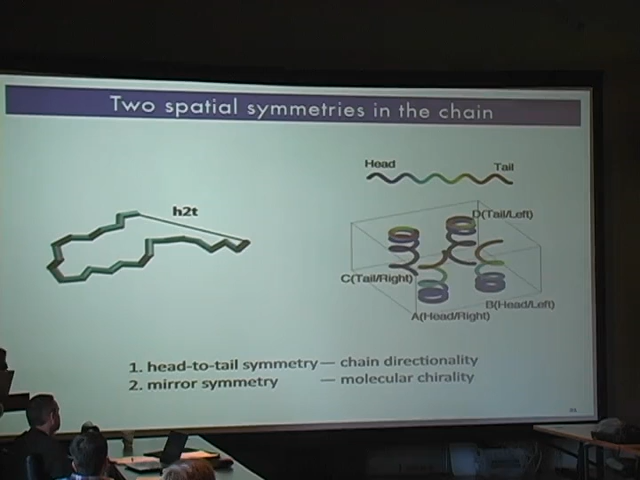 Two spatial symmetries in the chain
Head Tail
h2t
D(Tail/Left)
C(Tail/Right)
B(Head/Left)
A(Head/Right)
1. head-to-tail symmetry — chain directionality
2. mirror symmetry — molecular chirality